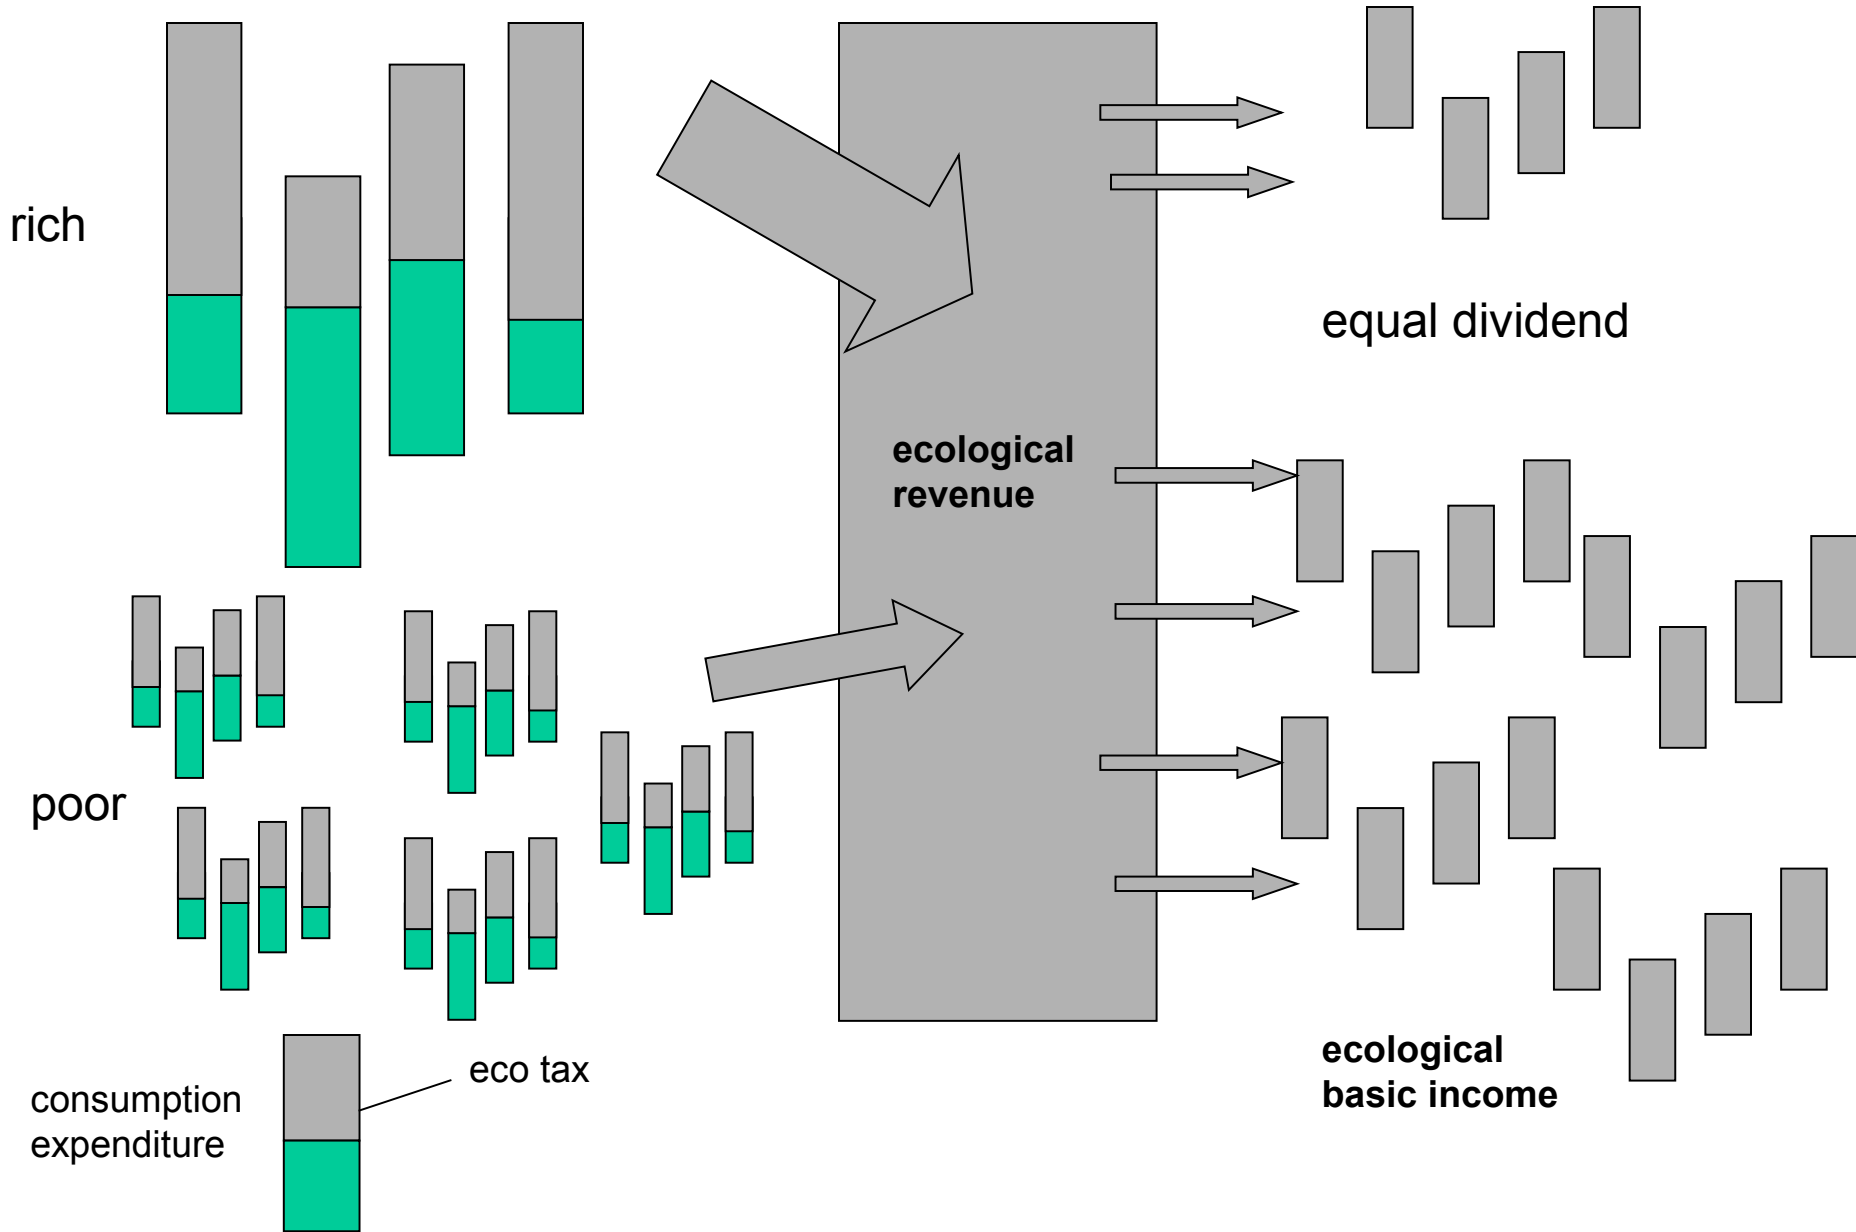 rich
equal dividend
ecological
revenue
poor
ecological
basic income
eco tax
consumption
expenditure